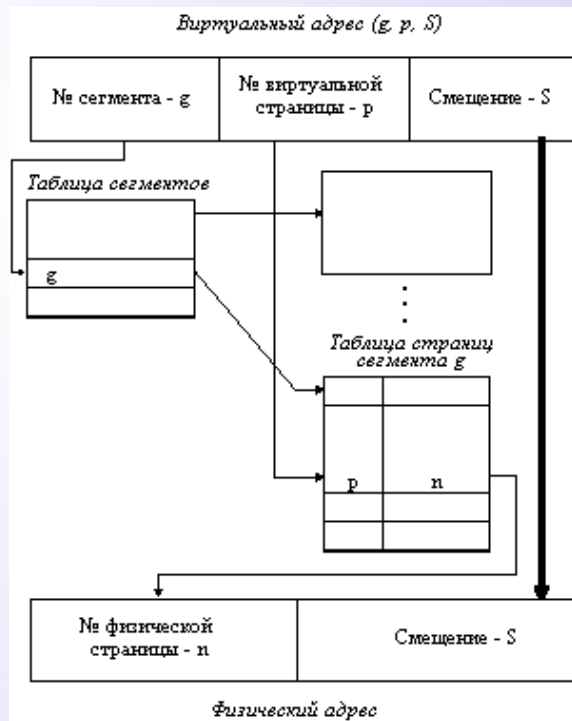 Виртуальный адрес (g, p, S)
№ сегмента - g
№ виртуальной
страницы - p
Смещение - S
Таблица сегментов
g
Таблица страниц
сегмента g
p
n
№ физической
страницы - n
Смещение - S
Физический адрес